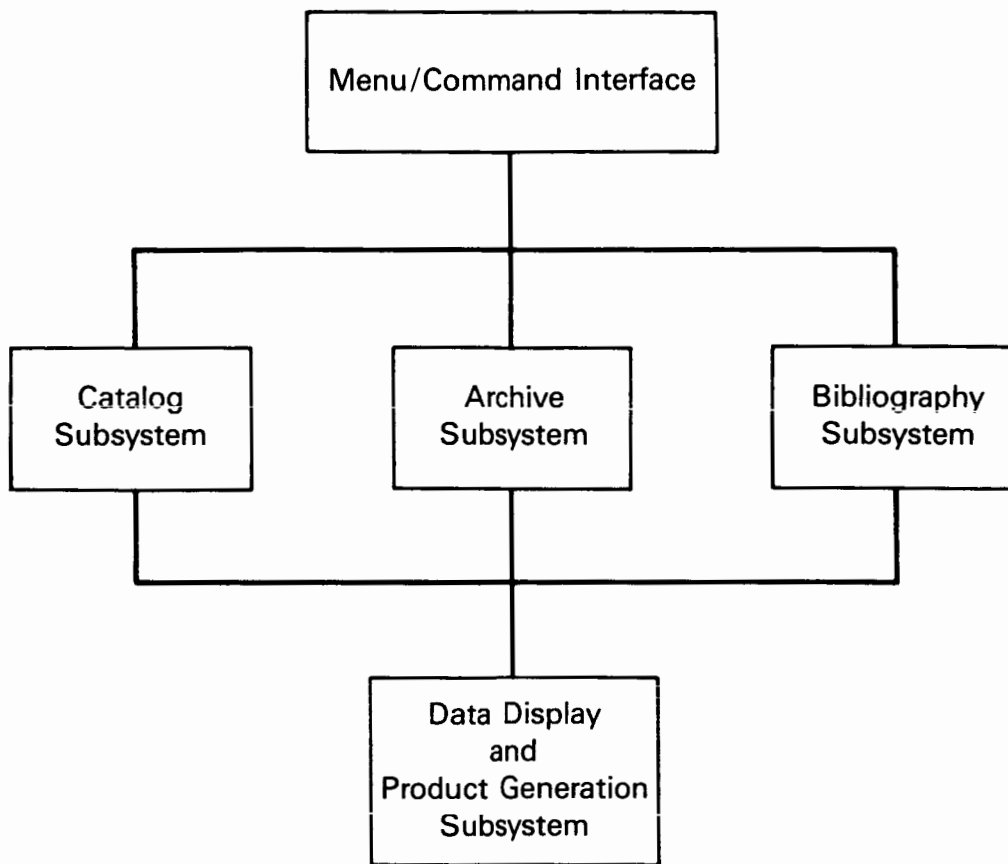 Menu/Command Interface
Catalog
Subsystem
Archive
Subsystem
Bibliography
Subsystem
Data Display
and
Product Generation
Subsystem